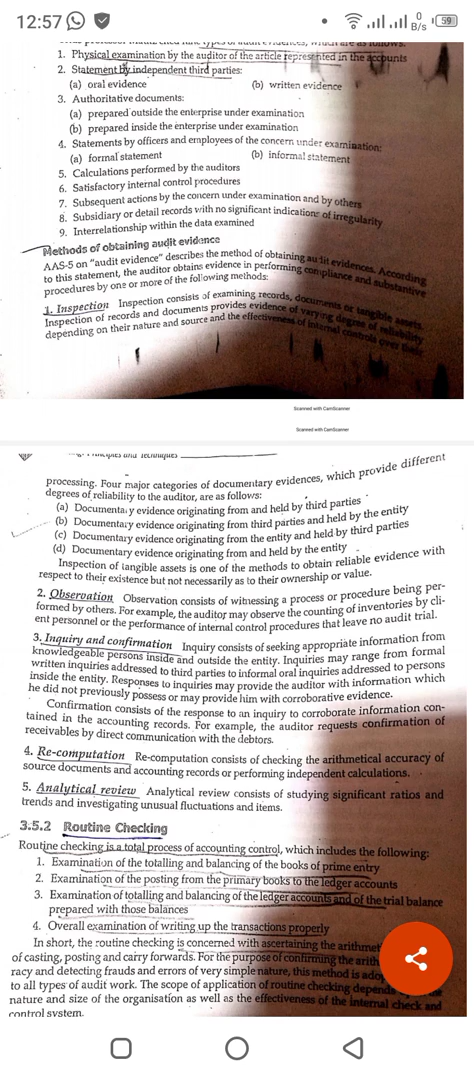 12:57
0
B/s
59
1. Physical examination by the auditor of the article represented in the accounts
2. Statement by independent third parties:
(a) oral evidence (b) written evidence
3. Authoritative documents:
(a) prepared outside the enterprise under examination
(b) prepared inside the enterprise under examination
4. Statements by officers and employees of the concern under examination:
(a) formal statement (b) informal statement
5. Calculations performed by the auditors
6. Satisfactory internal control procedures
7. Subsequent actions by the concern under examination and by others
8. Subsidiary or detail records with no significant indications of irregularity
9. Interrelationship within the data examined
Methods of obtaining audit evidence
AAS-5 on "audit evidence" describes the method of obtaining audit evidences. According
to this statement, the auditor obtains evidence in performing compliance and substantive
procedures by one or more of the following methods:
1. Inspection Inspection consists of examining records, documents or tangible assets.
Inspection of records and documents provides evidence of varying degree of reliability
depending on their nature and source and the effectiveness of internal controls over their
Scanned with CamScanner
Scanned with CamScanner
Principles and Techniques
processing. Four major categories of documentary evidences, which provide different
degrees of reliability to the auditor, are as follows:
(a) Documentary evidence originating from and held by third parties
(b) Documentary evidence originating from third parties and held by the entity
(c) Documentary evidence originating from the entity and held by third parties
(d) Documentary evidence originating from and held by the entity
Inspection of tangible assets is one of the methods to obtain reliable evidence with
respect to their existence but not necessarily as to their ownership or value.
2. Observation Observation consists of witnessing a process or procedure being per-
formed by others. For example, the auditor may observe the counting of inventories by cli-
ent personnel or the performance of internal control procedures that leave no audit trail.
3. Inquiry and confirmation Inquiry consists of seeking appropriate information from
knowledgeable persons inside and outside the entity. Inquiries may range from formal
written inquiries addressed to third parties to informal oral inquiries addressed to persons
inside the entity. Responses to inquiries may provide the auditor with information which
he did not previously possess or may provide him with corroborative evidence.
Confirmation consists of the response to an inquiry to corroborate information con-
tained in the accounting records. For example, the auditor requests confirmation of
receivables by direct communication with the debtors.
4. Re-computation Re-computation consists of checking the arithmetical accuracy of
source documents and accounting records or performing independent calculations.
5. Analytical review Analytical review consists of studying significant ratios and
trends and investigating unusual fluctuations and items.
3.5.2 Routine Checking
Routine checking is a total process of accounting control, which includes the following:
1. Examination of the totalling and balancing of the books of prime entry
2. Examination of the posting from the primary books to the ledger accounts
3. Examination of totalling and balancing of the ledger accounts and of the trial balance
prepared with those balances
4. Overall examination of writing up the transactions properly
In short, the routine checking is concerned with ascertaining the arithmet
of casting, posting and carry forwards. For the purpose of confirming the arith
racy and detecting frauds and errors of very simple nature, this method is adop
to all types of audit work. The scope of application of routine checking depends
nature and size of the organisation as well as the effectiveness of the internal check and
control system.